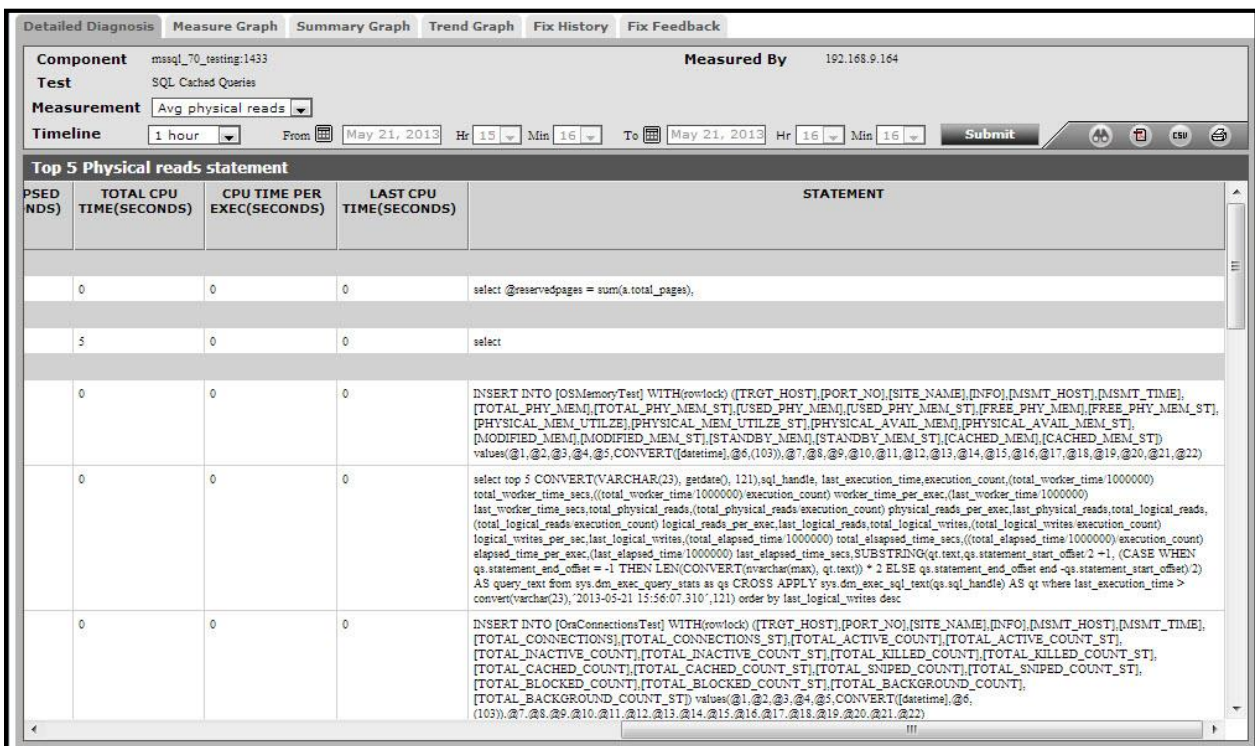 Detailed Diagnosis Measure Graph Summary Graph Trend Graph Fix History Fix Feedback
Component mssql_70_testing:1433 Measured By 192.168.9.164
Test SQL Cached Queries
Measurement Avg physical reads
Timeline 1 hour From May 21, 2013 Hr 15 Min 16 To May 21, 2013 Hr 16 Min 16 Submit CSV
Top 5 Physical reads statement
PSED TOTAL CPU CPU TIME PER LAST CPU STATEMENT
NDS) TIME(SECONDS) EXEC(SECONDS) TIME(SECONDS)
0 0 0 select @reservedpages = sum(a.total_pages),
5 0 0 select
0 0 0 INSERT INTO [OSMemoryTest] WITH(rowlock) ([TRGT_HOST],[PORT_NO],[SITE_NAME],[INFO],[MSMT_HOST],[MSMT_TIME],
[TOTAL_PHY_MEM],[TOTAL_PHY_MEM_ST],[USED_PHY_MEM],[USED_PHY_MEM_ST],[FREE_PHY_MEM],[FREE_PHY_MEM_ST],
[PHYSICAL_MEM_UTILZE],[PHYSICAL_MEM_UTILZE_ST],[PHYSICAL_AVAIL_MEM],[PHYSICAL_AVAIL_MEM_ST],
[MODIFIED_MEM],[MODIFIED_MEM_ST],[STANDBY_MEM],[STANDBY_MEM_ST],[CACHED_MEM],[CACHED_MEM_ST])
values(@1,@2,@3,@4,@5,CONVERT([datetime],@6,(103)),@7,@8,@9,@10,@11,@12,@13,@14,@15,@16,@17,@18,@19,@20,@21,@22)
0 0 0 select top 5 CONVERT(VARCHAR(23), getdate(), 121),sql_handle, last_execution_time,execution_count,(total_worker_time/1000000)
total_worker_time_secs,((total_worker_time/1000000)/execution_count) worker_time_per_exec,(last_worker_time/1000000)
last_worker_time_secs,total_physical_reads,(total_physical_reads/execution_count) physical_reads_per_exec,last_physical_reads,total_logical_reads,
(total_logical_reads/execution_count) logical_reads_per_exec,last_logical_reads,total_logical_writes,(total_logical_writes/execution_count)
logical_writes_per_sec,last_logical_writes,(total_elapsed_time/1000000) total_elsapsed_time_secs,((total_elapsed_time/1000000)/execution_count)
elapsed_time_per_exec,(last_elapsed_time/1000000) last_elapsed_time_secs,SUBSTRING(qt.text,qs.statement_start_offset/2 +1, (CASE WHEN
qs.statement_end_offset = -1 THEN LEN(CONVERT(nvarchar(max), qt.text)) * 2 ELSE qs.statement_end_offset end -qs.statement_start_offset)/2)
AS query_text from sys.dm_exec_query_stats as qs CROSS APPLY sys.dm_exec_sql_text(qs.sql_handle) AS qt where last_execution_time >
convert(varchar(23),´2013-05-21 15:56:07.310´,121) order by last_logical_writes desc
0 0 0 INSERT INTO [OraConnectionsTest] WITH(rowlock) ([TRGT_HOST],[PORT_NO],[SITE_NAME],[INFO],[MSMT_HOST],[MSMT_TIME],
[TOTAL_CONNECTIONS],[TOTAL_CONNECTIONS_ST],[TOTAL_ACTIVE_COUNT],[TOTAL_ACTIVE_COUNT_ST],
[TOTAL_INACTIVE_COUNT],[TOTAL_INACTIVE_COUNT_ST],[TOTAL_KILLED_COUNT],[TOTAL_KILLED_COUNT_ST],
[TOTAL_CACHED_COUNT],[TOTAL_CACHED_COUNT_ST],[TOTAL_SNIPED_COUNT],[TOTAL_SNIPED_COUNT_ST],
[TOTAL_BLOCKED_COUNT],[TOTAL_BLOCKED_COUNT_ST],[TOTAL_BACKGROUND_COUNT],
[TOTAL_BACKGROUND_COUNT_ST]) values(@1,@2,@3,@4,@5,CONVERT([datetime],@6,
(103)),@7,@8,@9,@10,@11,@12,@13,@14,@15,@16,@17,@18,@19,@20,@21,@22)